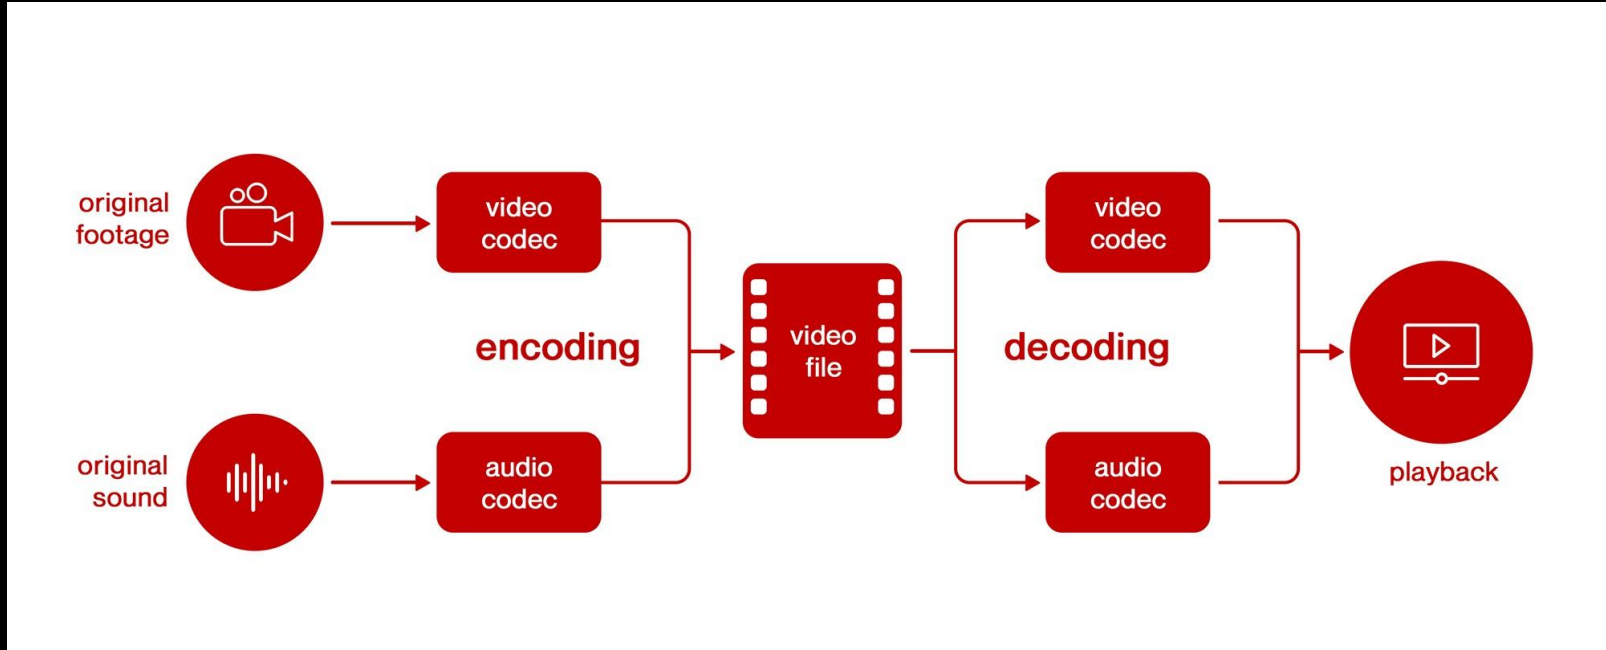 original
footage
video
codec
encoding
original
sound
audio
codec
video
file
video
codec
decoding
audio
codec
playback